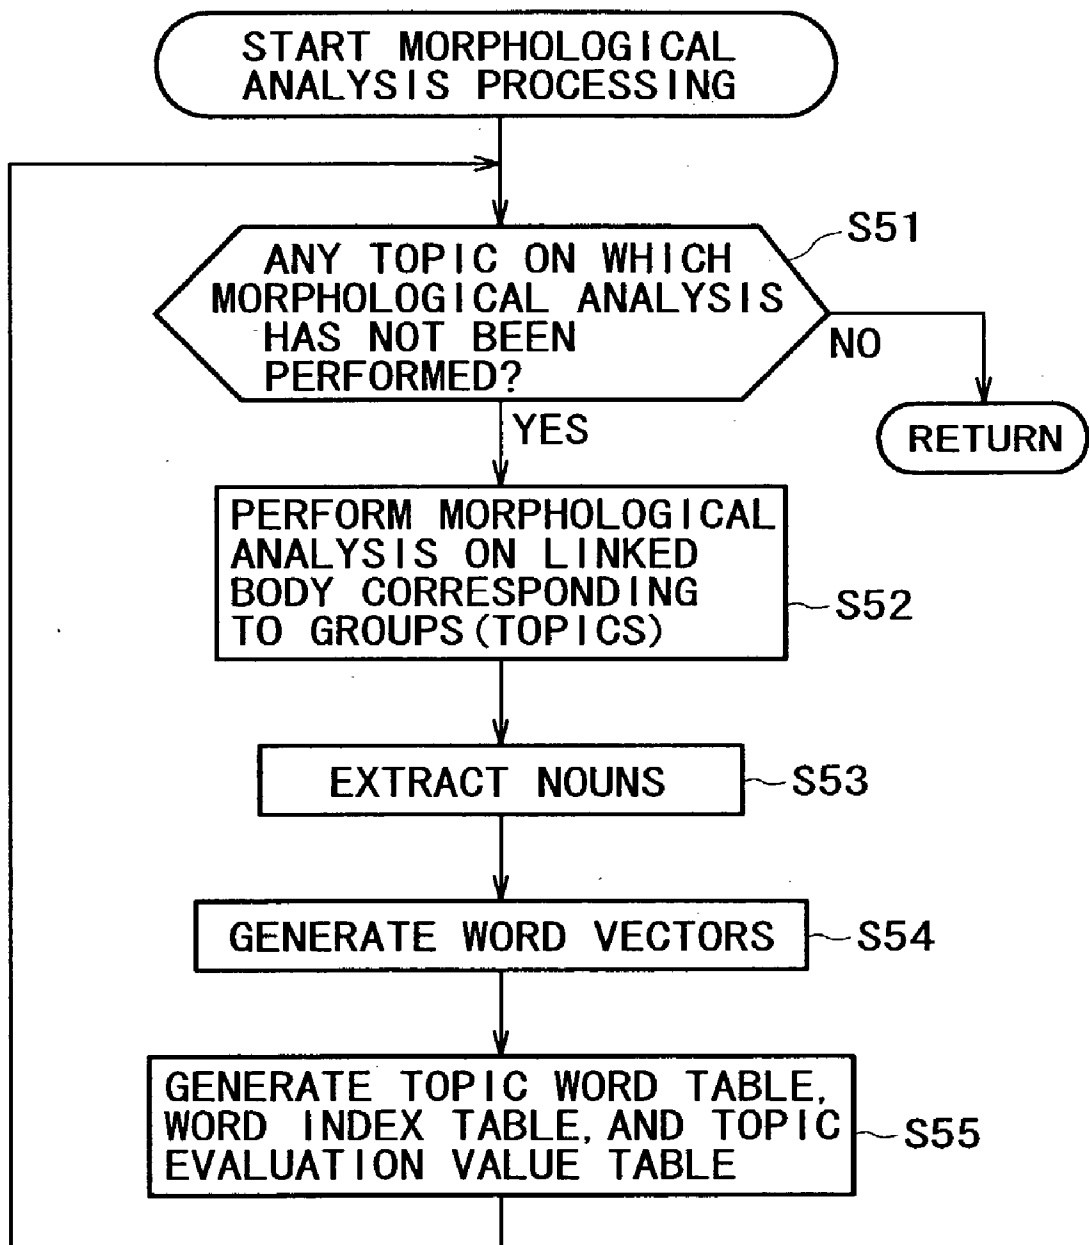 START MORPHOLOGICAL
ANALYSIS PROCESSING
S51
ANY TOPIC ON WHICH
MORPHOLOGICAL ANALYSIS
HAS NOT BEEN
PERFORMED?
NO
YES
RETURN
PERFORM MORPHOLOGICAL
ANALYSIS ON LINKED
BODY CORRESPONDING
TO GROUPS (TOPICS)
S52
EXTRACT NOUNS
S53
GENERATE WORD VECTORS
S54
GENERATE TOPIC WORD TABLE,
WORD INDEX TABLE, AND TOPIC
EVALUATION VALUE TABLE
S55